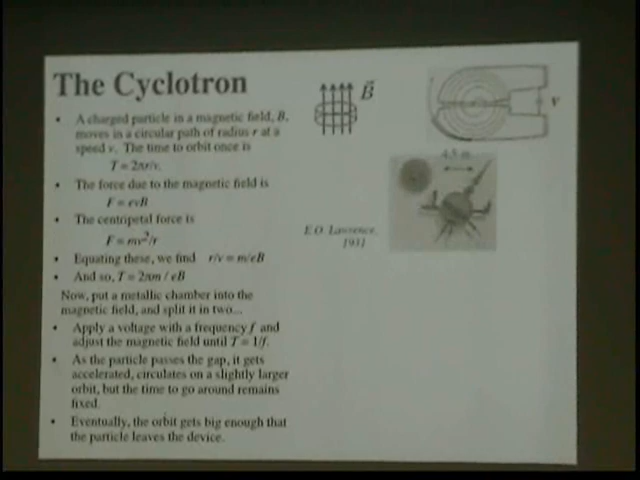 The Cyclotron
• A charged particle in a magnetic field, B,
moves in a circular path of radius r at a
speed v. The time to orbit once is
T = 2πr/v.
• The force due to the magnetic field is
F = evB
• The centripetal force is
F = mv²/r
• Equating these, we find r/v = m/eB
• And so, T = 2πm / eB
Now, put a metallic chamber into the
magnetic field, and split it in two...
• Apply a voltage with a frequency f and
adjust the magnetic field until T = 1/f.
• As the particle passes the gap, it gets
accelerated, circulates on a slightly larger
orbit, but the time to go around remains
fixed.
• Eventually, the orbit gets big enough that
the particle leaves the device.
B⃗
V
4.5 in
E.O. Lawrence,
1931